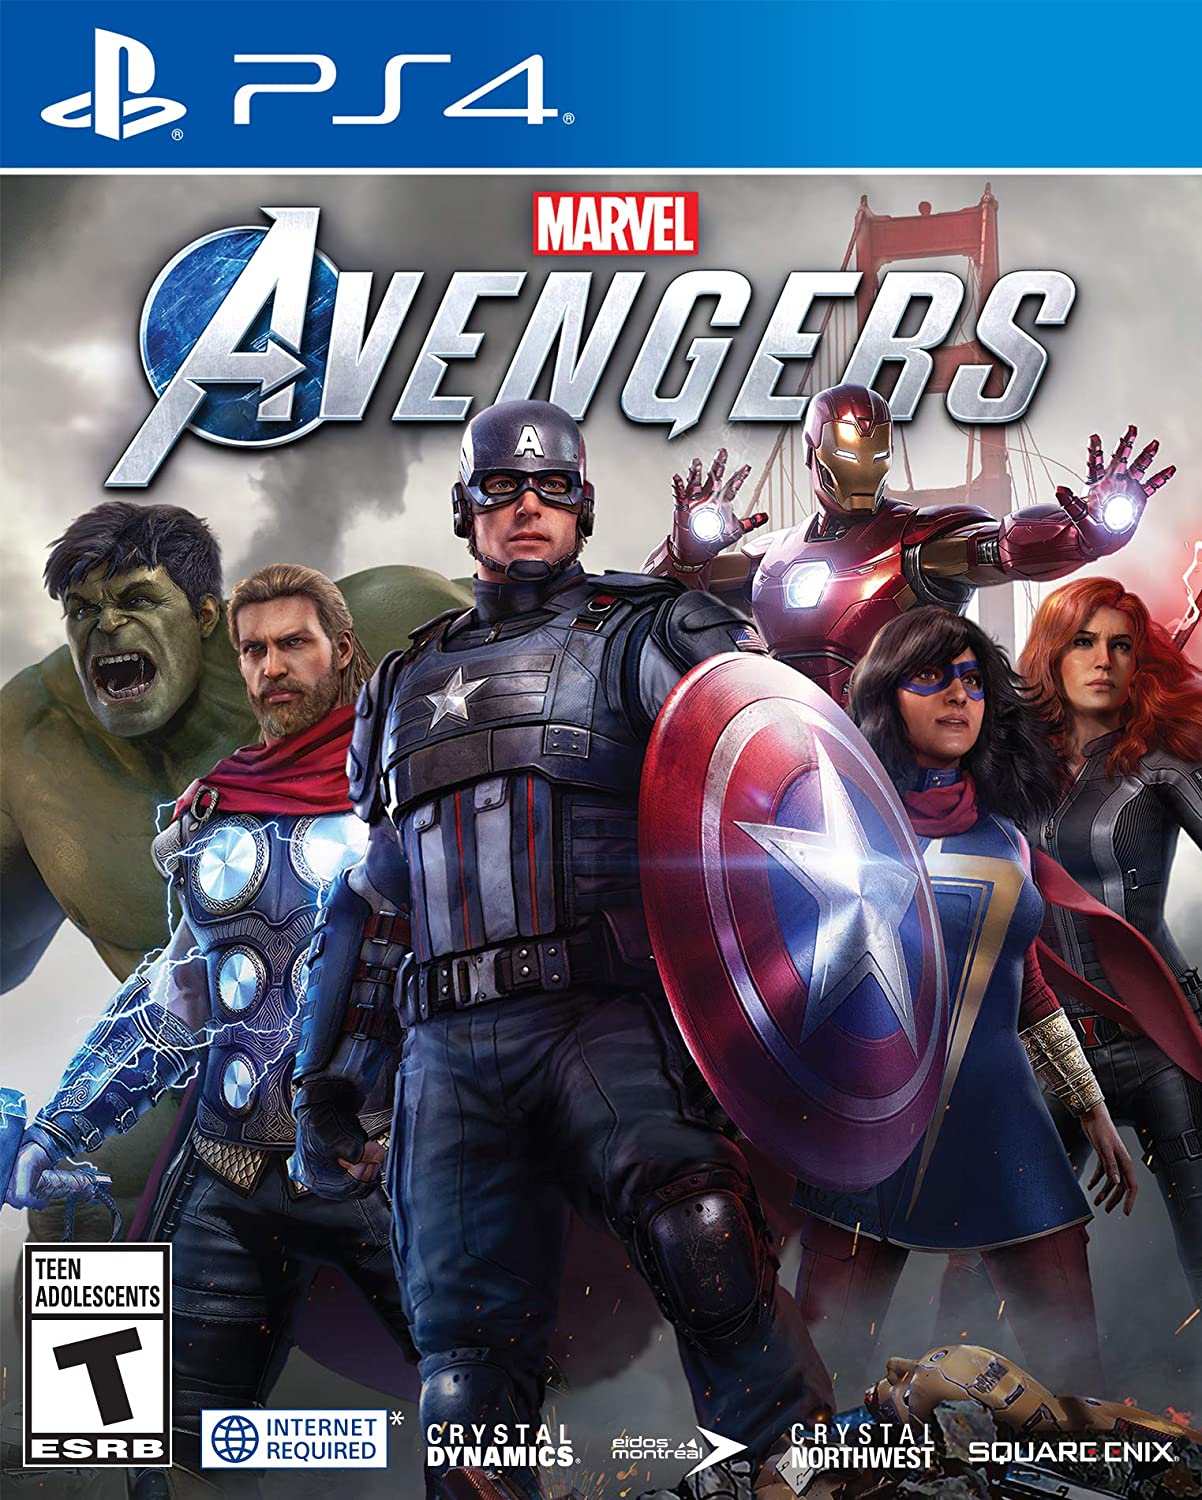 PS4®
MARVEL
AVENGERS
A
TEEN
ADOLESCENTS
T
ESRB
INTERNET
REQUIRED*
CRYSTAL
DYNAMICS®
eidos
montréal
CRYSTAL
NORTHWEST
SQUARE ENIX®